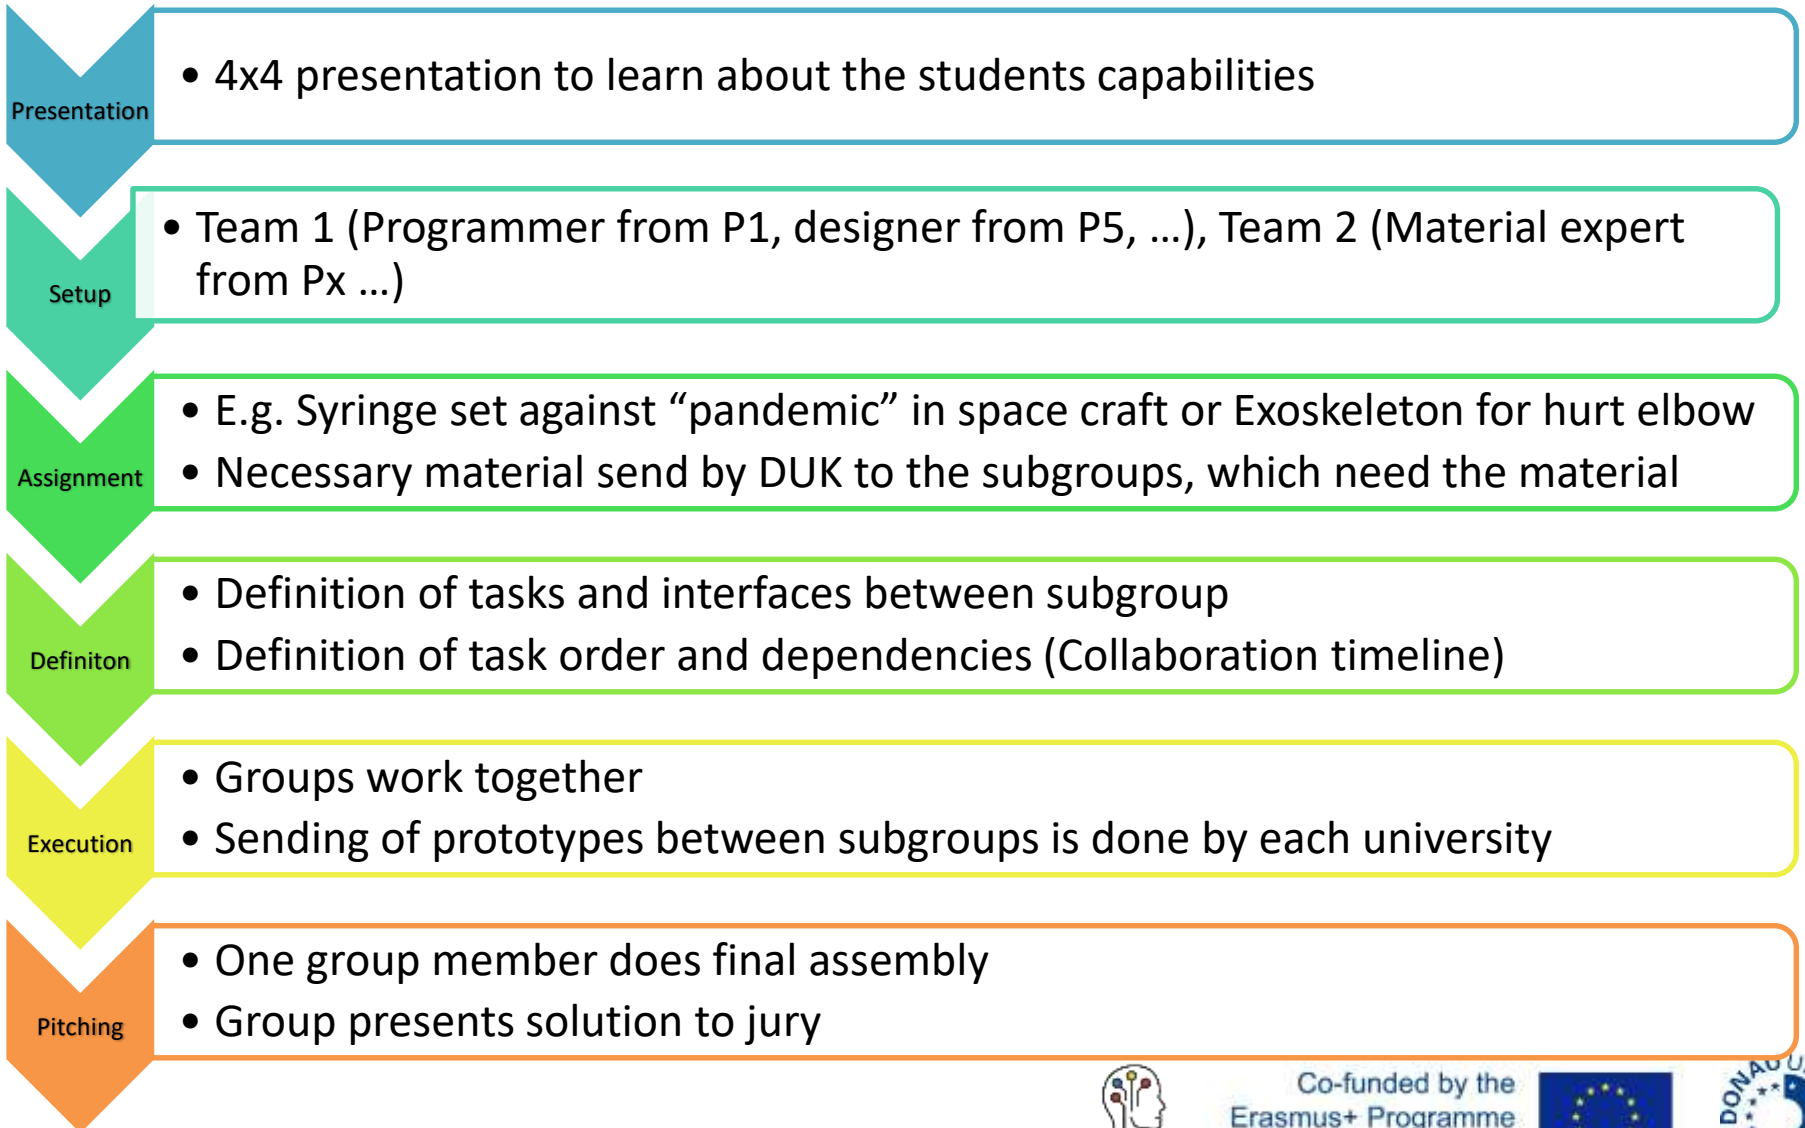 Presentation
• 4x4 presentation to learn about the students capabilities
Setup
• Team 1 (Programmer from P1, designer from P5, …), Team 2 (Material expert
from Px …)
Assignment
• E.g. Syringe set against “pandemic” in space craft or Exoskeleton for hurt elbow
• Necessary material send by DUK to the subgroups, which need the material
Definiton
• Definition of tasks and interfaces between subgroup
• Definition of task order and dependencies (Collaboration timeline)
Execution
• Groups work together
• Sending of prototypes between subgroups is done by each university
Pitching
• One group member does final assembly
• Group presents solution to jury
Co-funded by the
Erasmus+ Programme
DONAU U